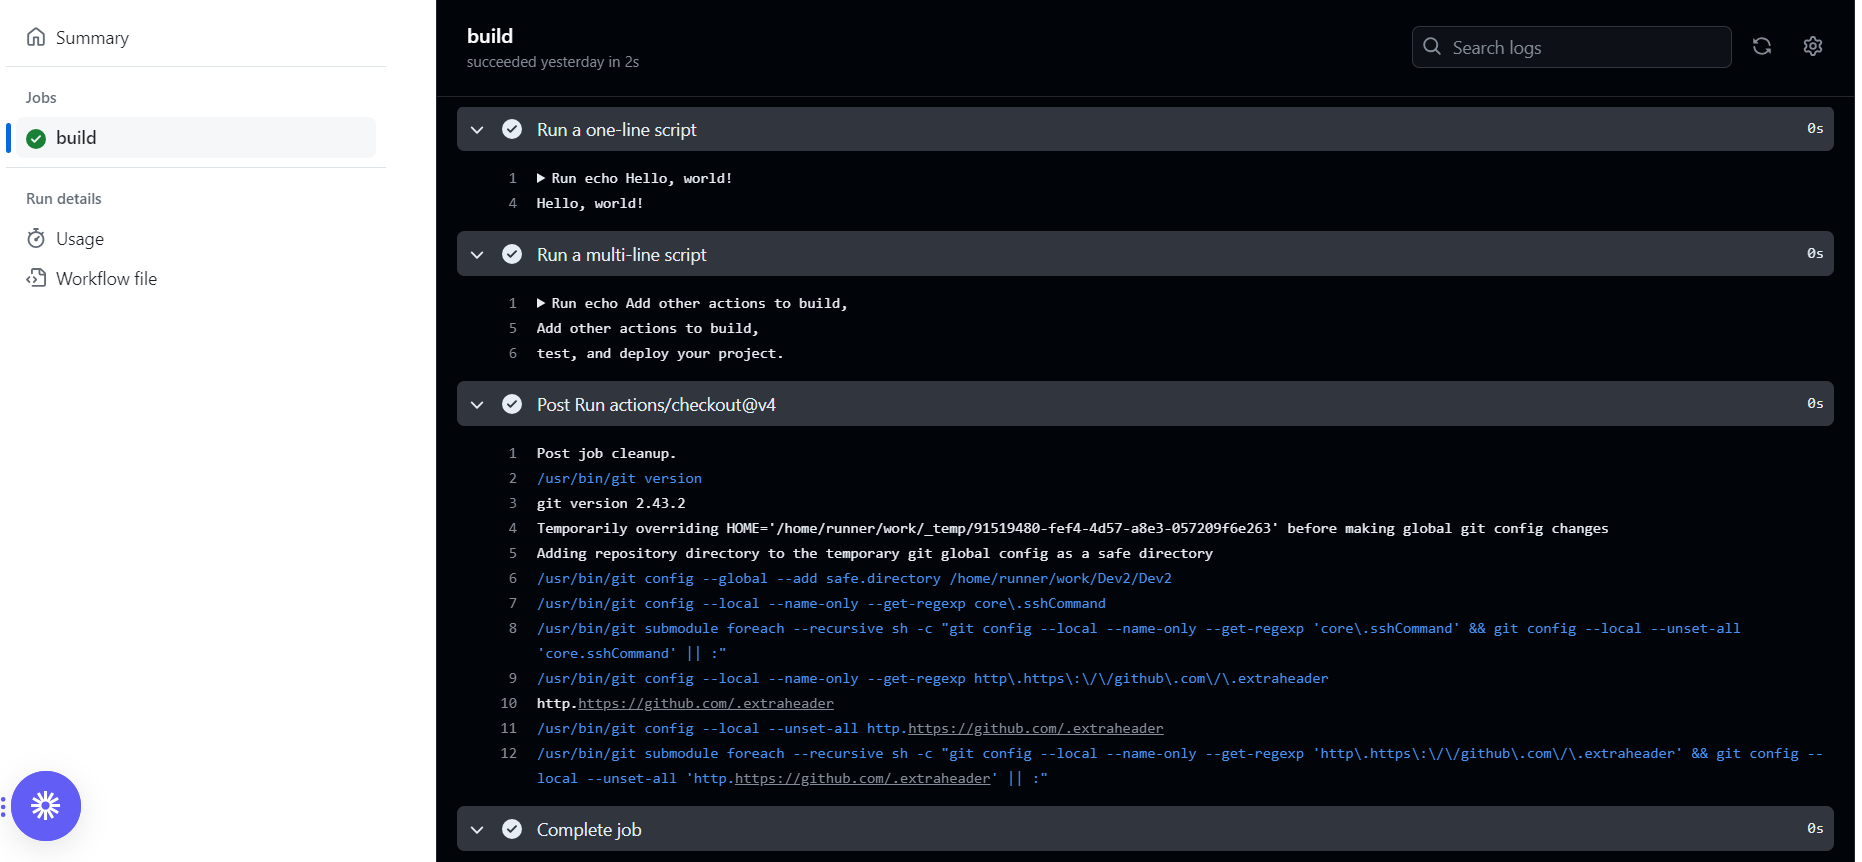 Summary
Jobs
build
Run details
Usage
Workflow file
build
succeeded yesterday in 2s
Search logs
Run a one-line script 0s
1 Run echo Hello, world!
4 Hello, world!
Run a multi-line script 0s
1 Run echo Add other actions to build,
5 Add other actions to build,
6 test, and deploy your project.
Post Run actions/checkout@v4 0s
1 Post job cleanup.
2 /usr/bin/git version
3 git version 2.43.2
4 Temporarily overriding HOME='/home/runner/work/_temp/91519480-fef4-4d57-a8e3-057209f6e263' before making global git config changes
5 Adding repository directory to the temporary git global config as a safe directory
6 /usr/bin/git config --global --add safe.directory /home/runner/work/Dev2/Dev2
7 /usr/bin/git config --local --name-only --get-regexp core\.sshCommand
8 /usr/bin/git submodule foreach --recursive sh -c "git config --local --name-only --get-regexp 'core\.sshCommand' && git config --local --unset-all
'core.sshCommand' || :"
9 /usr/bin/git config --local --name-only --get-regexp http\.https\:\/\/github\.com\/\.extraheader
10 http.https://github.com/.extraheader
11 /usr/bin/git config --local --unset-all http.https://github.com/.extraheader
12 /usr/bin/git submodule foreach --recursive sh -c "git config --local --name-only --get-regexp 'http\.https\:\/\/github\.com\/\.extraheader' && git config --
local --unset-all 'http.https://github.com/.extraheader' || :"
Complete job 0s